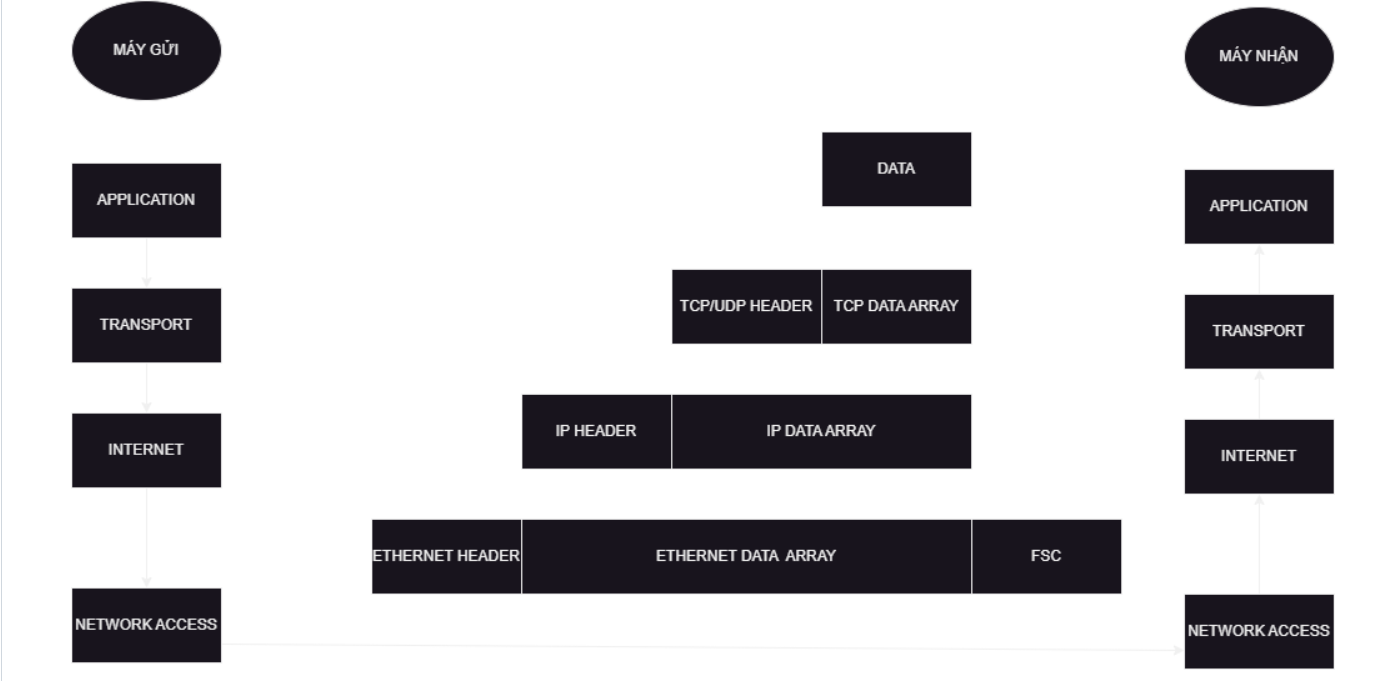 MÁY GỬI
MÁY NHẬN
DATA
APPLICATION
APPLICATION
TCP/UDP HEADER
TCP DATA ARRAY
TRANSPORT
TRANSPORT
IP HEADER
IP DATA ARRAY
INTERNET
INTERNET
ETHERNET HEADER
ETHERNET DATA ARRAY
FSC
NETWORK ACCESS
NETWORK ACCESS